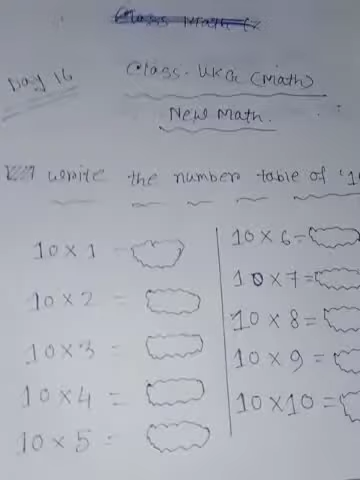 Day 16
Class. UKG (Math)
New Math.
write the number table of '10
10 × 1 =
10 × 2 =
10 × 3 =
10 × 4 =
10 × 5 =
10 × 6 =
10 × 7 =
10 × 8 =
10 × 9 =
10 × 10 =